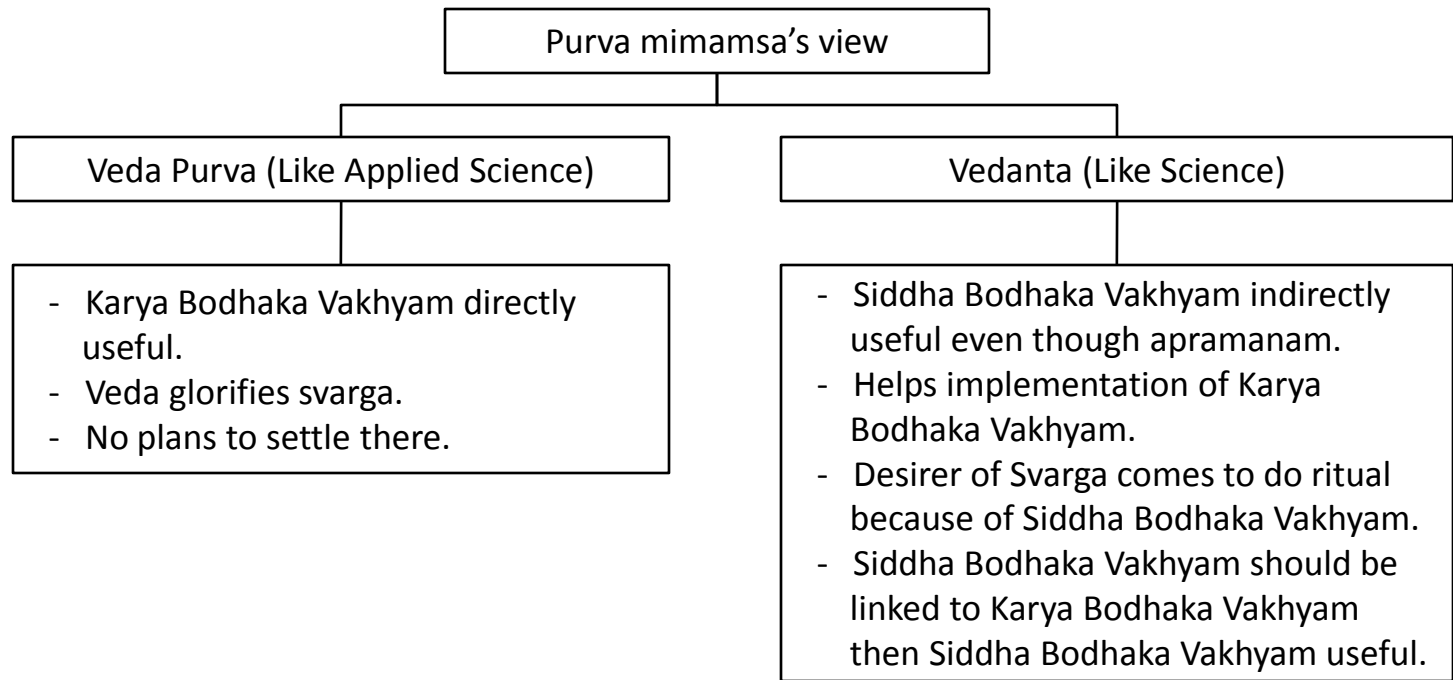 Purva mimamsa’s view
Veda Purva (Like Applied Science)
Vedanta (Like Science)
- Karya Bodhaka Vakhyam directly
useful.
- Veda glorifies svarga.
- No plans to settle there.
- Siddha Bodhaka Vakhyam indirectly
useful even though apramanam.
- Helps implementation of Karya
Bodhaka Vakhyam.
- Desirer of Svarga comes to do ritual
because of Siddha Bodhaka Vakhyam.
- Siddha Bodhaka Vakhyam should be
linked to Karya Bodhaka Vakhyam
then Siddha Bodhaka Vakhyam useful.